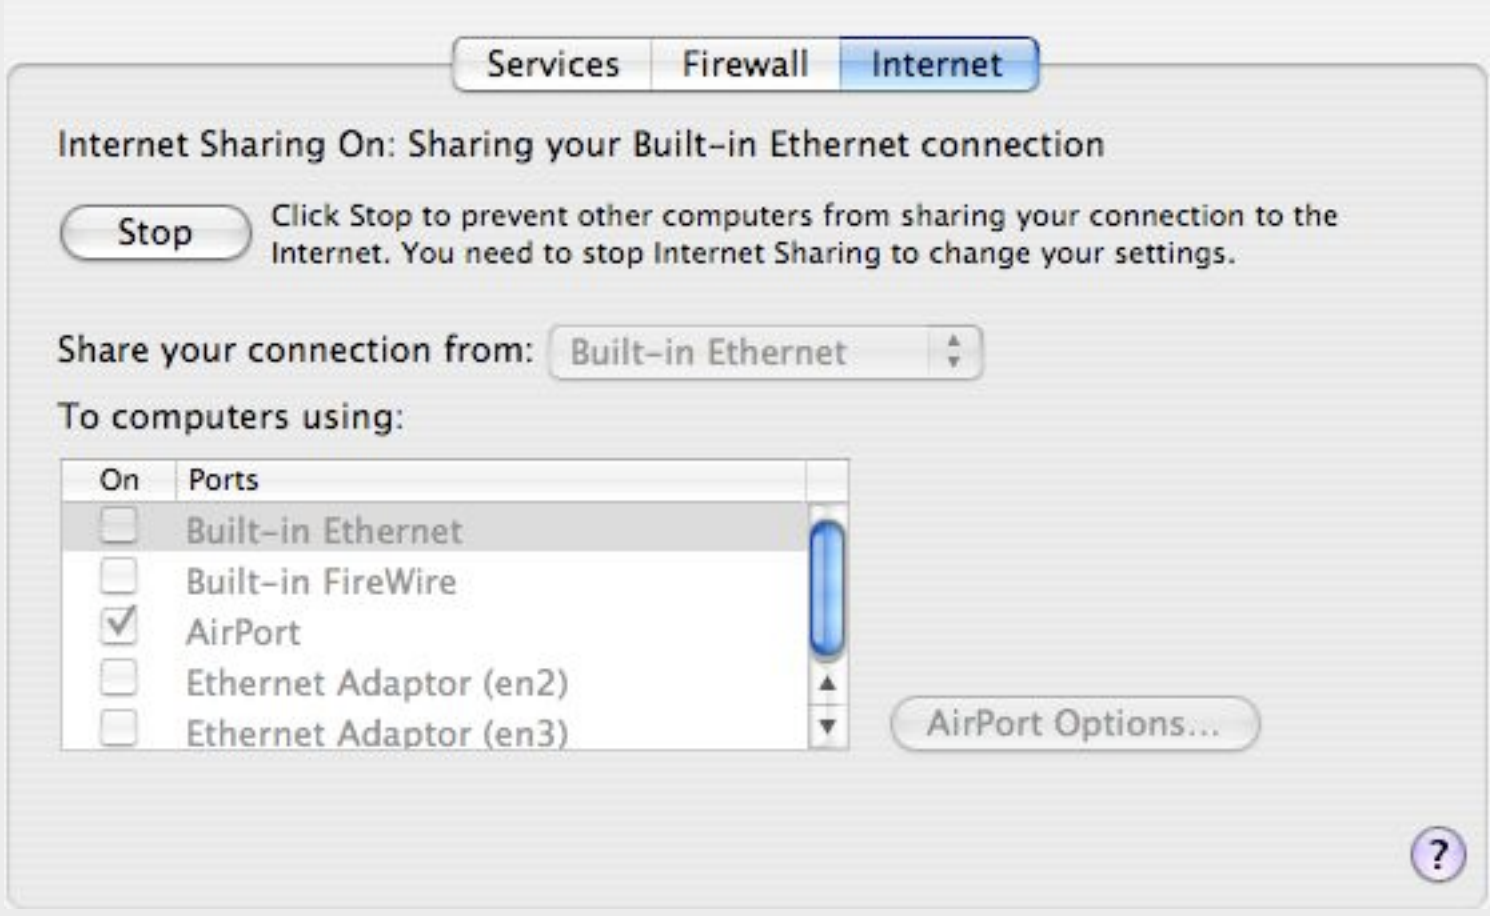 Services Firewall Internet
Internet Sharing On: Sharing your Built-in Ethernet connection
Stop
Click Stop to prevent other computers from sharing your connection to the
Internet. You need to stop Internet Sharing to change your settings.
Share your connection from: Built-in Ethernet
To computers using:
On Ports
Built-in Ethernet
Built-in FireWire
AirPort
Ethernet Adaptor (en2)
Ethernet Adaptor (en3)
AirPort Options...
?